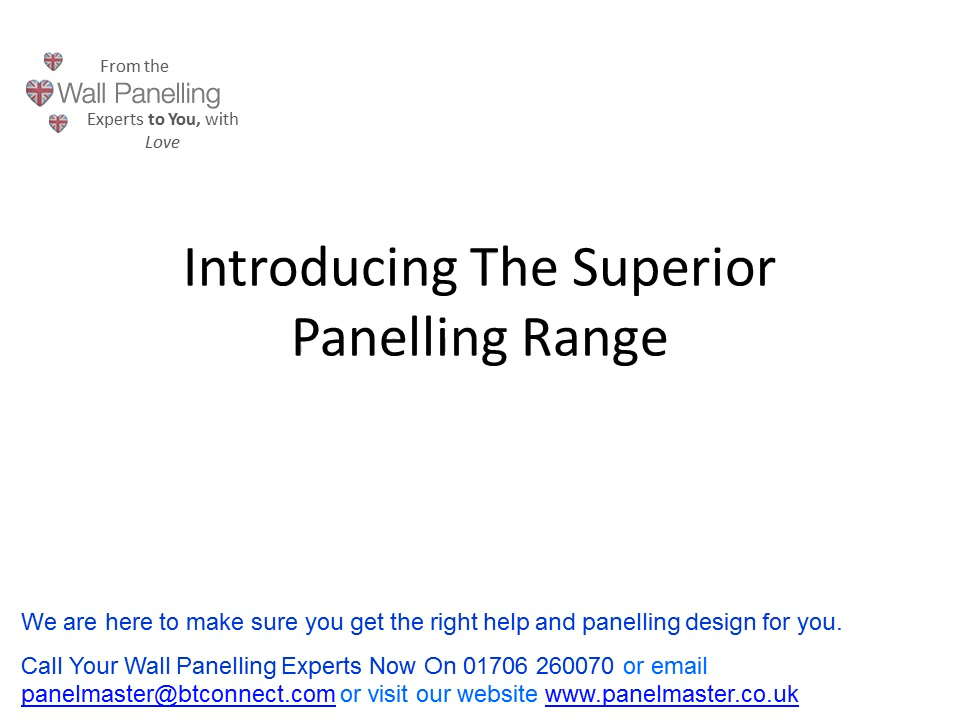 From the
Wall Panelling
Experts to You, with
Love
Introducing The Superior
Panelling Range
We are here to make sure you get the right help and panelling design for you.
Call Your Wall Panelling Experts Now On 01706 260070 or email
panelmaster@btconnect.com or visit our website www.panelmaster.co.uk